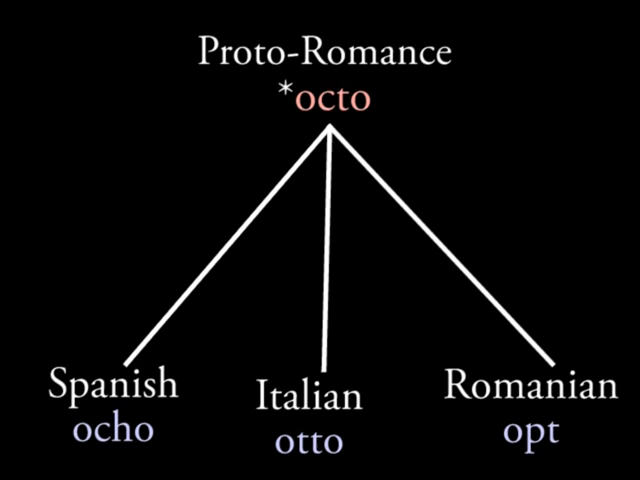 Proto-Romance
*octo
Spanish
ocho
Italian
otto
Romanian
opt